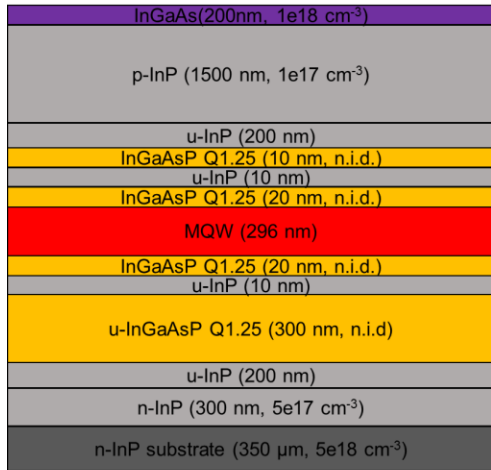 InGaAs(200nm, 1e18 cm⁻³)
p-InP (1500 nm, 1e17 cm⁻³)
u-InP (200 nm)
InGaAsP Q1.25 (10 nm, n.i.d.)
u-InP (10 nm)
InGaAsP Q1.25 (20 nm, n.i.d.)
MQW (296 nm)
InGaAsP Q1.25 (20 nm, n.i.d.)
u-InP (10 nm)
u-InGaAsP Q1.25 (300 nm, n.i.d)
u-InP (200 nm)
n-InP (300 nm, 5e17 cm⁻³)
n-InP substrate (350 µm, 5e18 cm⁻³)